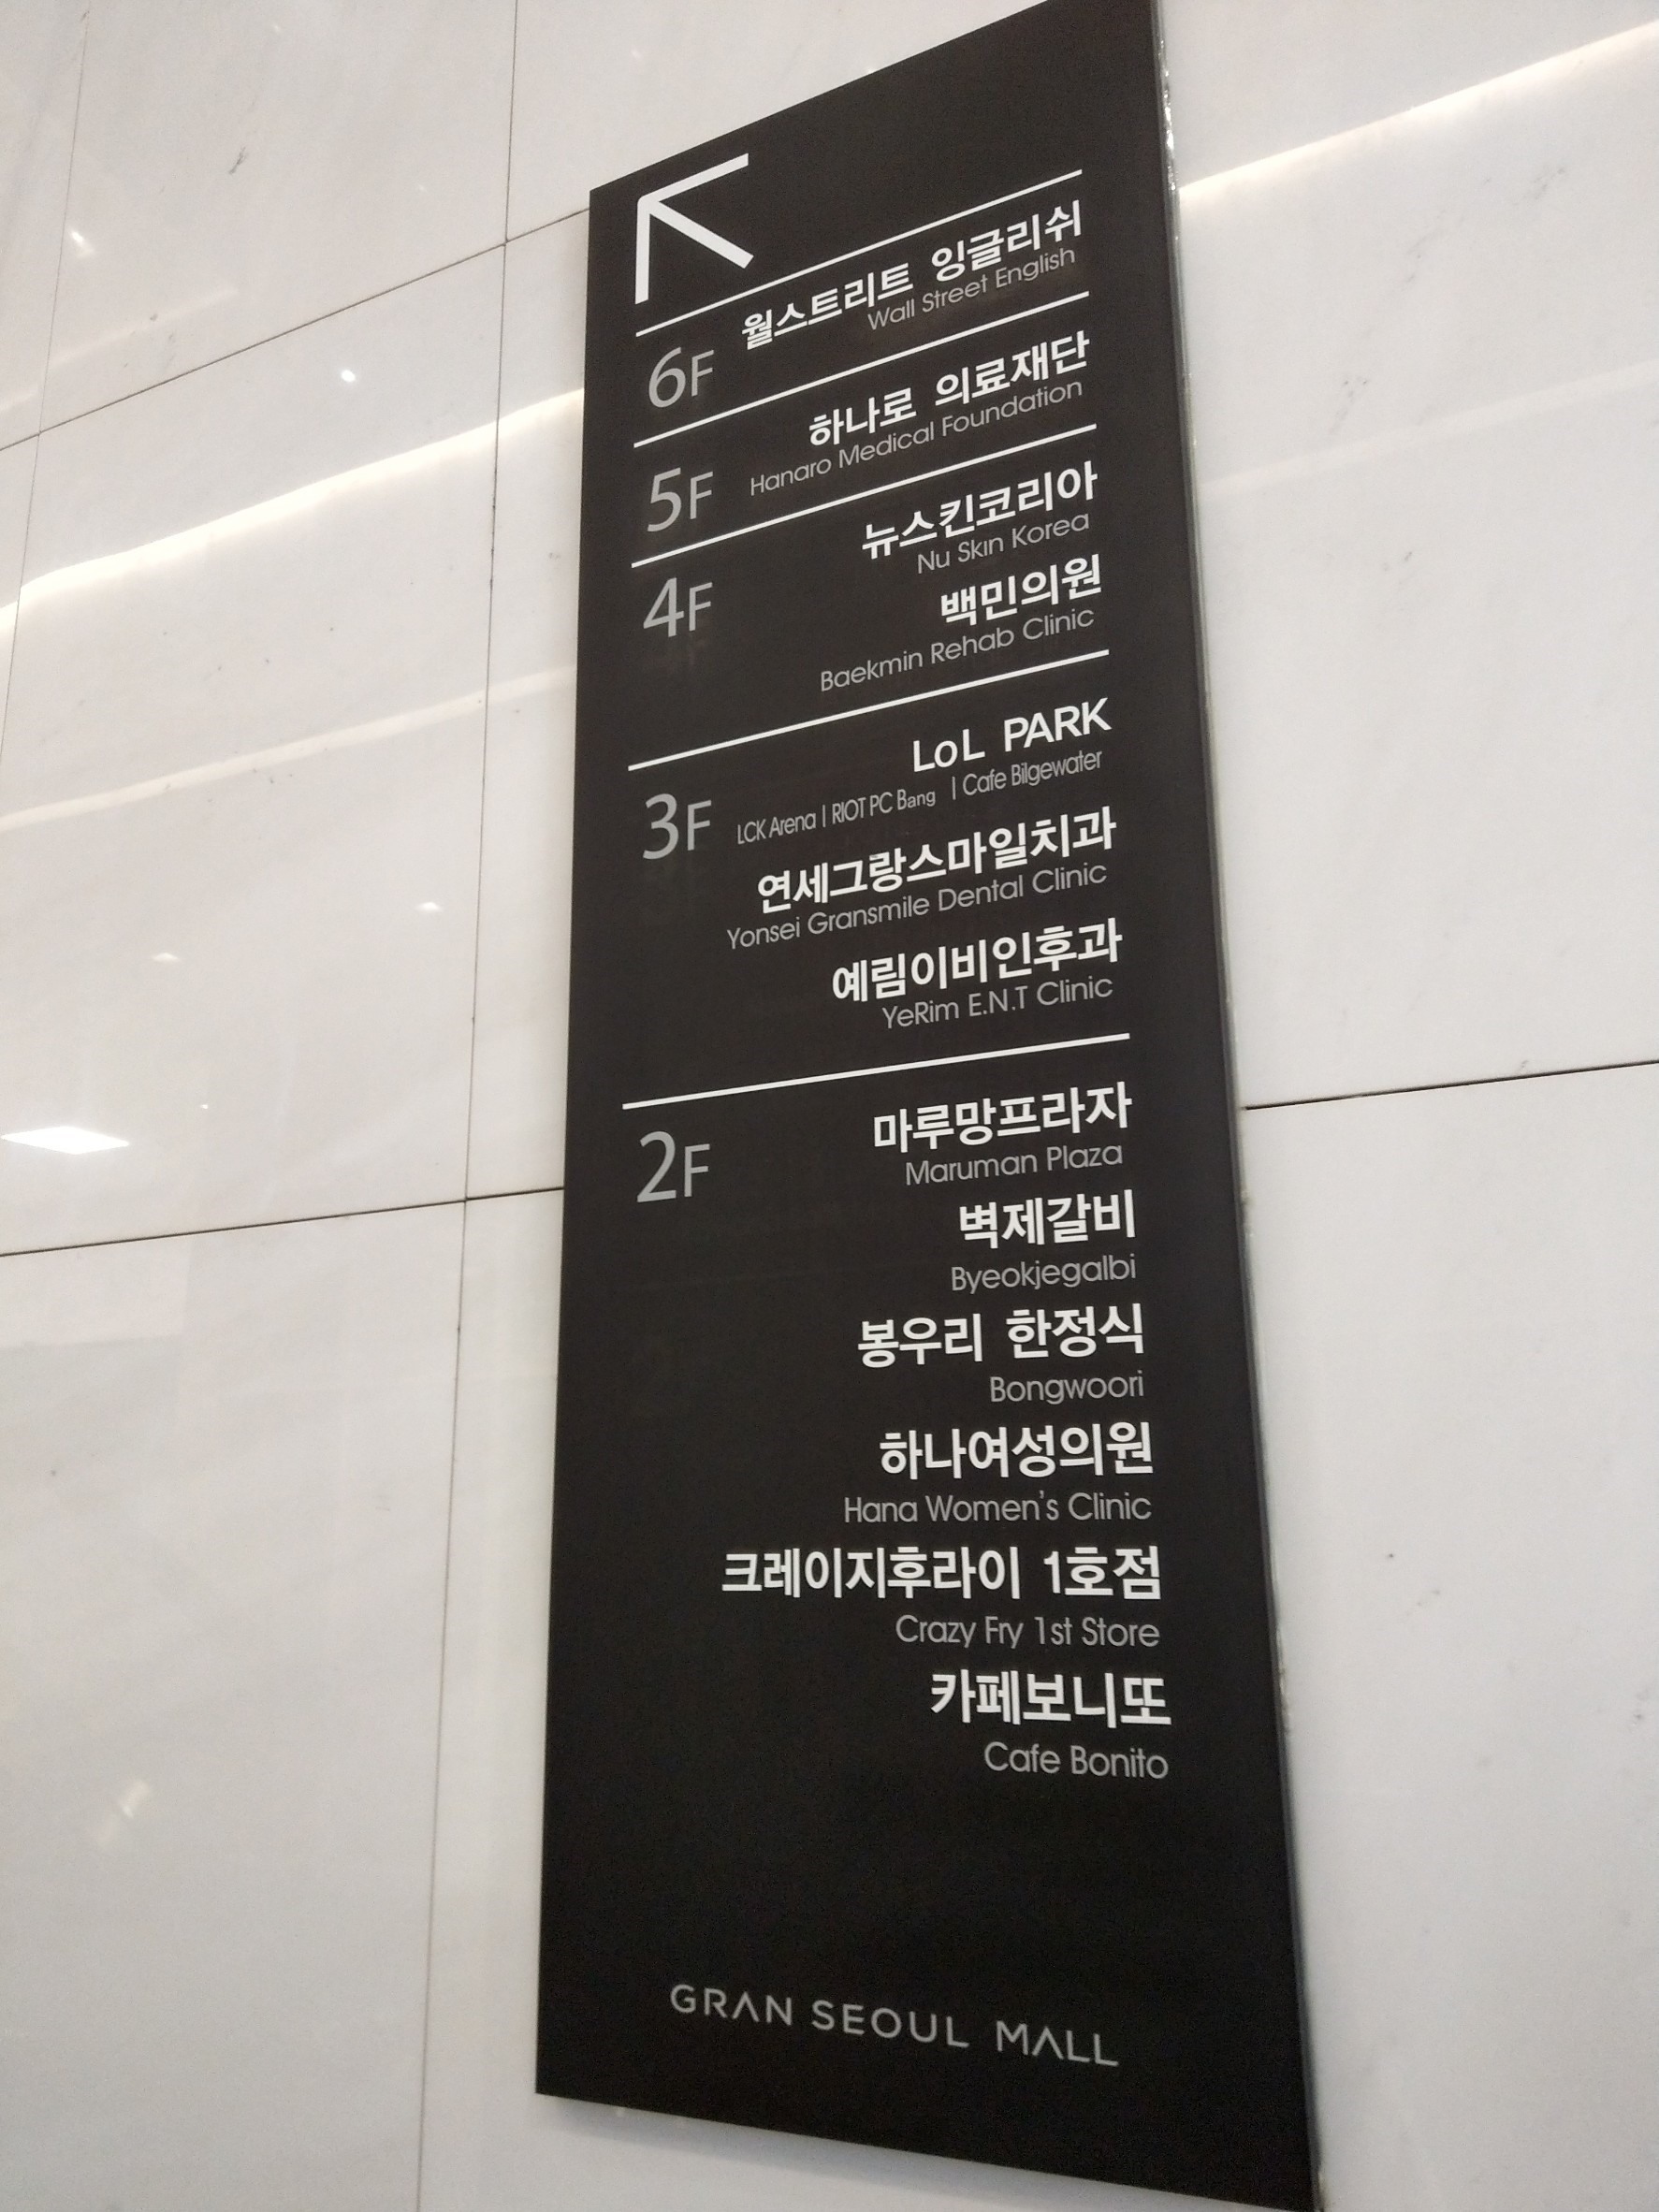 6F 월스트리트 잉글리쉬
Wall Street English
5F 하나로 의료재단
Hanaro Medical Foundation
4F 뉴스킨코리아
Nu Skin Korea
백민의원
Baekmin Rehab Clinic
3F LoL PARK
LCK Arena | RIOT PC Bang | Cafe Bilgewater
연세그랑스마일치과
Yonsei Gransmile Dental Clinic
예림이비인후과
YeRim E.N.T Clinic
2F 마루망프라자
Maruman Plaza
벽제갈비
Byeokjegalbi
봉우리 한정식
Bongwoori
하나여성의원
Hana Women's Clinic
크레이지후라이 1호점
Crazy Fry 1st Store
카페보니또
Cafe Bonito
GRAN SEOUL MALL